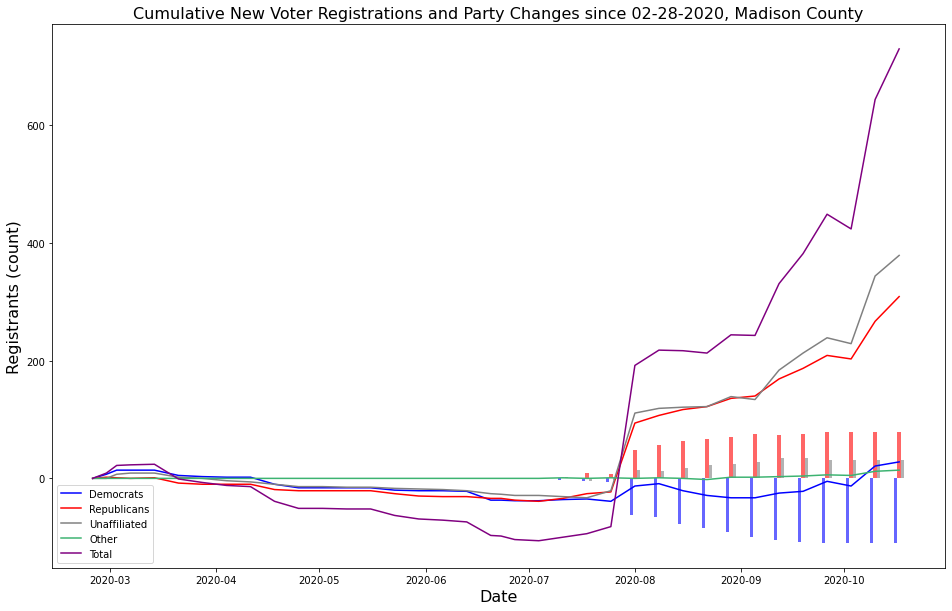 Cumulative New Voter Registrations and Party Changes since 02-28-2020, Madison County
Registrants (count)
600
400
200
0
Democrats
Republicans
Unaffiliated
Other
Total
2020-03 2020-04 2020-05 2020-06 2020-07 2020-08 2020-09 2020-10
Date